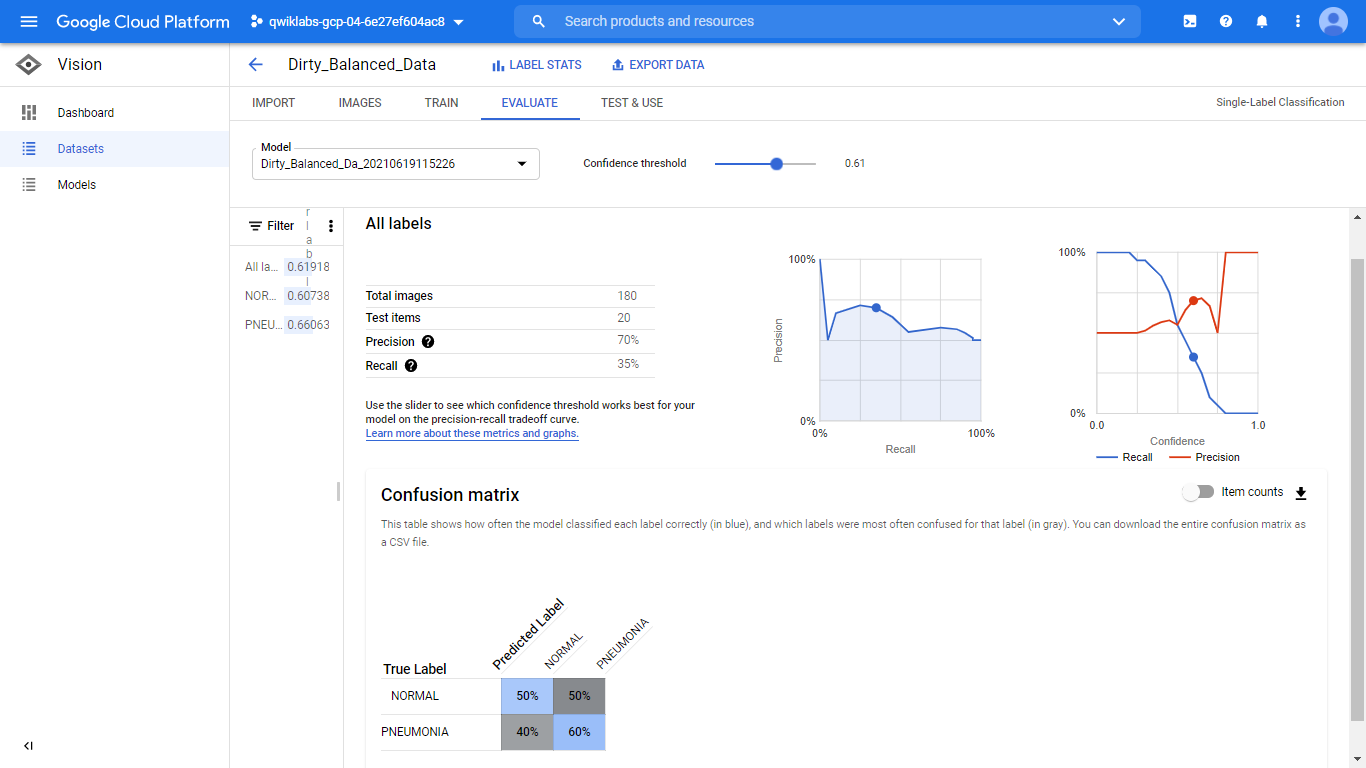 Google Cloud Platform
qwiklabs-gcp-04-6e27ef604ac8
Search products and resources
Vision
Dirty_Balanced_Data
LABEL STATS
EXPORT DATA
Dashboard
Datasets
Models
IMPORT
IMAGES
TRAIN
EVALUATE
TEST & USE
Single-Label Classification
Model
Dirty_Balanced_Da_20210619115226
Confidence threshold
0.61
Filter
r
l
a
b
l
All la... 0.61918
NOR... 0.60738
PNEU... 0.66063
All labels
Total images 180
Test items 20
Precision 70%
Recall 35%
Use the slider to see which confidence threshold works best for your
model on the precision-recall tradeoff curve.
Learn more about these metrics and graphs.
100%
Precision
0%
0% 100%
Recall
100%
0%
0.0 1.0
Confidence
Recall Precision
Confusion matrix
Item counts
This table shows how often the model classified each label correctly (in blue), and which labels were most often confused for that label (in gray). You can download the entire confusion matrix as
a CSV file.
Predicted Label
NORMAL
PNEUMONIA
True Label
NORMAL 50% 50%
PNEUMONIA 40% 60%